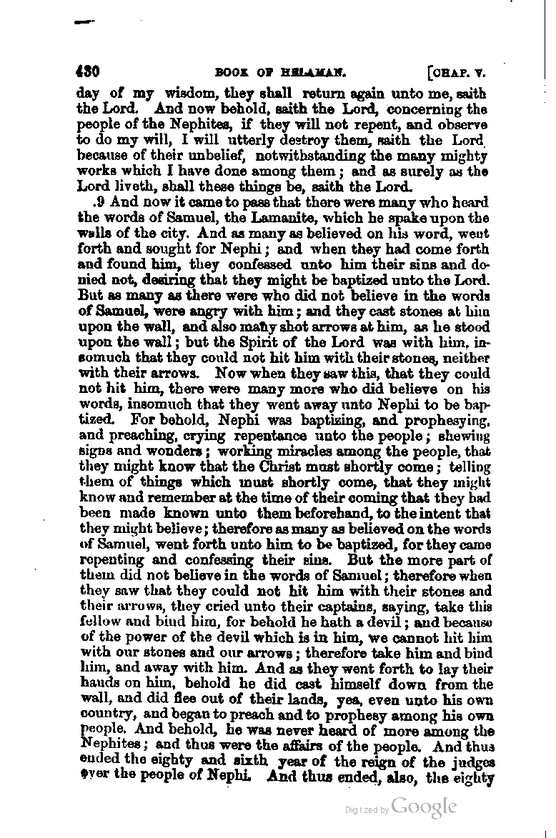 430 BOOK OF HELAMAN. [CHAP. V.
day of my wisdom, they shall return again unto me, saith
the Lord. And now behold, saith the Lord, concerning the
people of the Nephites, if they will not repent, and observe
to do my will, I will utterly destroy them, saith the Lord
because of their unbelief, notwithstanding the many mighty
works which I have done among them; and as surely as the
Lord liveth, shall these things be, saith the Lord.
.9 And now it came to pass that there were many who heard
the words of Samuel, the Lamanite, which he spake upon the
walls of the city. And as many as believed on his word, went
forth and sought for Nephi; and when they had come forth
and found him, they confessed unto him their sins and de-
nied not, desiring that they might be baptized unto the Lord.
But as many as there were who did not believe in the words
of Samuel, were angry with him; and they cast stones at him
upon the wall, and also many shot arrows at him, as he stood
upon the wall; but the Spirit of the Lord was with him, in-
somuch that they could not hit him with their stones, neither
with their arrows. Now when they saw this, that they could
not hit him, there were many more who did believe on his
words, insomuch that they went away unto Nephi to be bap-
tized. For behold, Nephi was baptizing, and prophesying,
and preaching, crying repentance unto the people; shewing
signs and wonders; working miracles among the people, that
they might know that the Christ must shortly come; telling
them of things which must shortly come, that they might
know and remember at the time of their coming that they had
been made known unto them beforehand, to the intent that
they might believe; therefore as many as believed on the words
of Samuel, went forth unto him to be baptized, for they came
repenting and confessing their sins. But the more part of
them did not believe in the words of Samuel; therefore when
they saw that they could not hit him with their stones and
their arrows, they cried unto their captains, saying, take this
fellow and bind him, for behold he hath a devil; and because
of the power of the devil which is in him, we cannot hit him
with our stones and our arrows; therefore take him and bind
him, and away with him. And as they went forth to lay their
hands on him, behold he did cast himself down from the
wall, and did flee out of their lands, yea, even unto his own
country, and began to preach and to prophesy among his own
people. And behold, he was never heard of more among the
Nephites; and thus were the affairs of the people. And thus
ended the eighty and sixth year of the reign of the judges
over the people of Nephi. And thus ended, also, the eighty
Digitized by Google